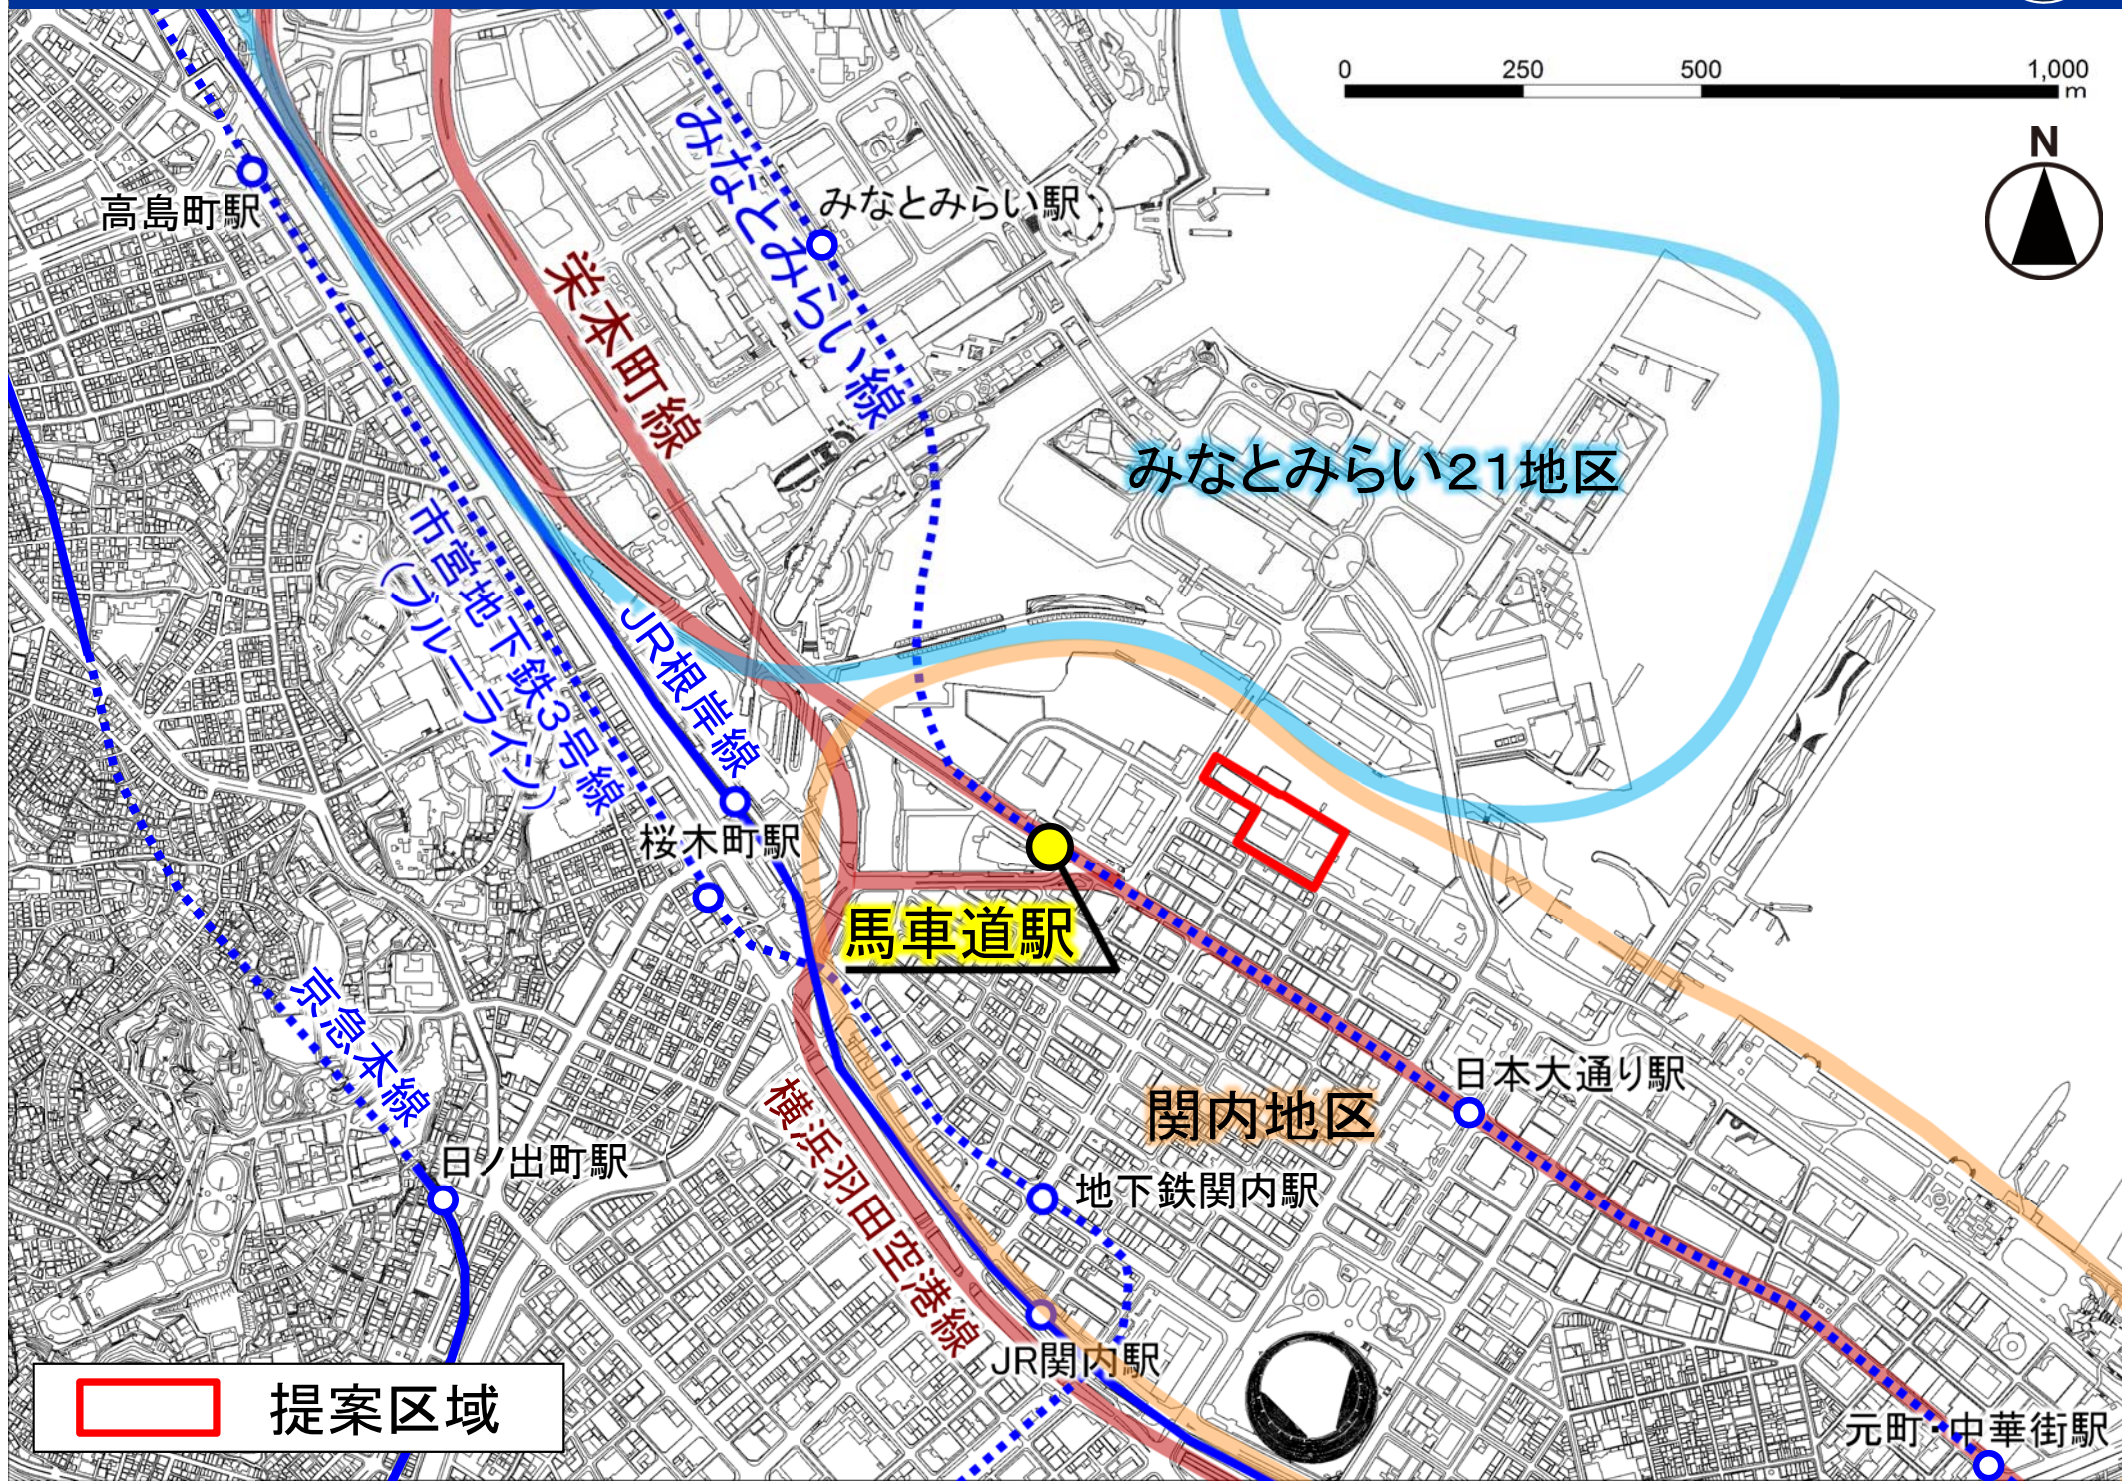 0 250 500 1,000
m
N
高島町駅
みなとみらい線
みなとみらい駅
栄本町線
みなとみらい21地区
市営地下鉄3号線
(ブルーライン)
JR根岸線
桜木町駅
馬車道駅
京急本線
日ノ出町駅
横浜羽田空港線
関内地区
日本大通り駅
地下鉄関内駅
JR関内駅
元町・中華街駅
提案区域